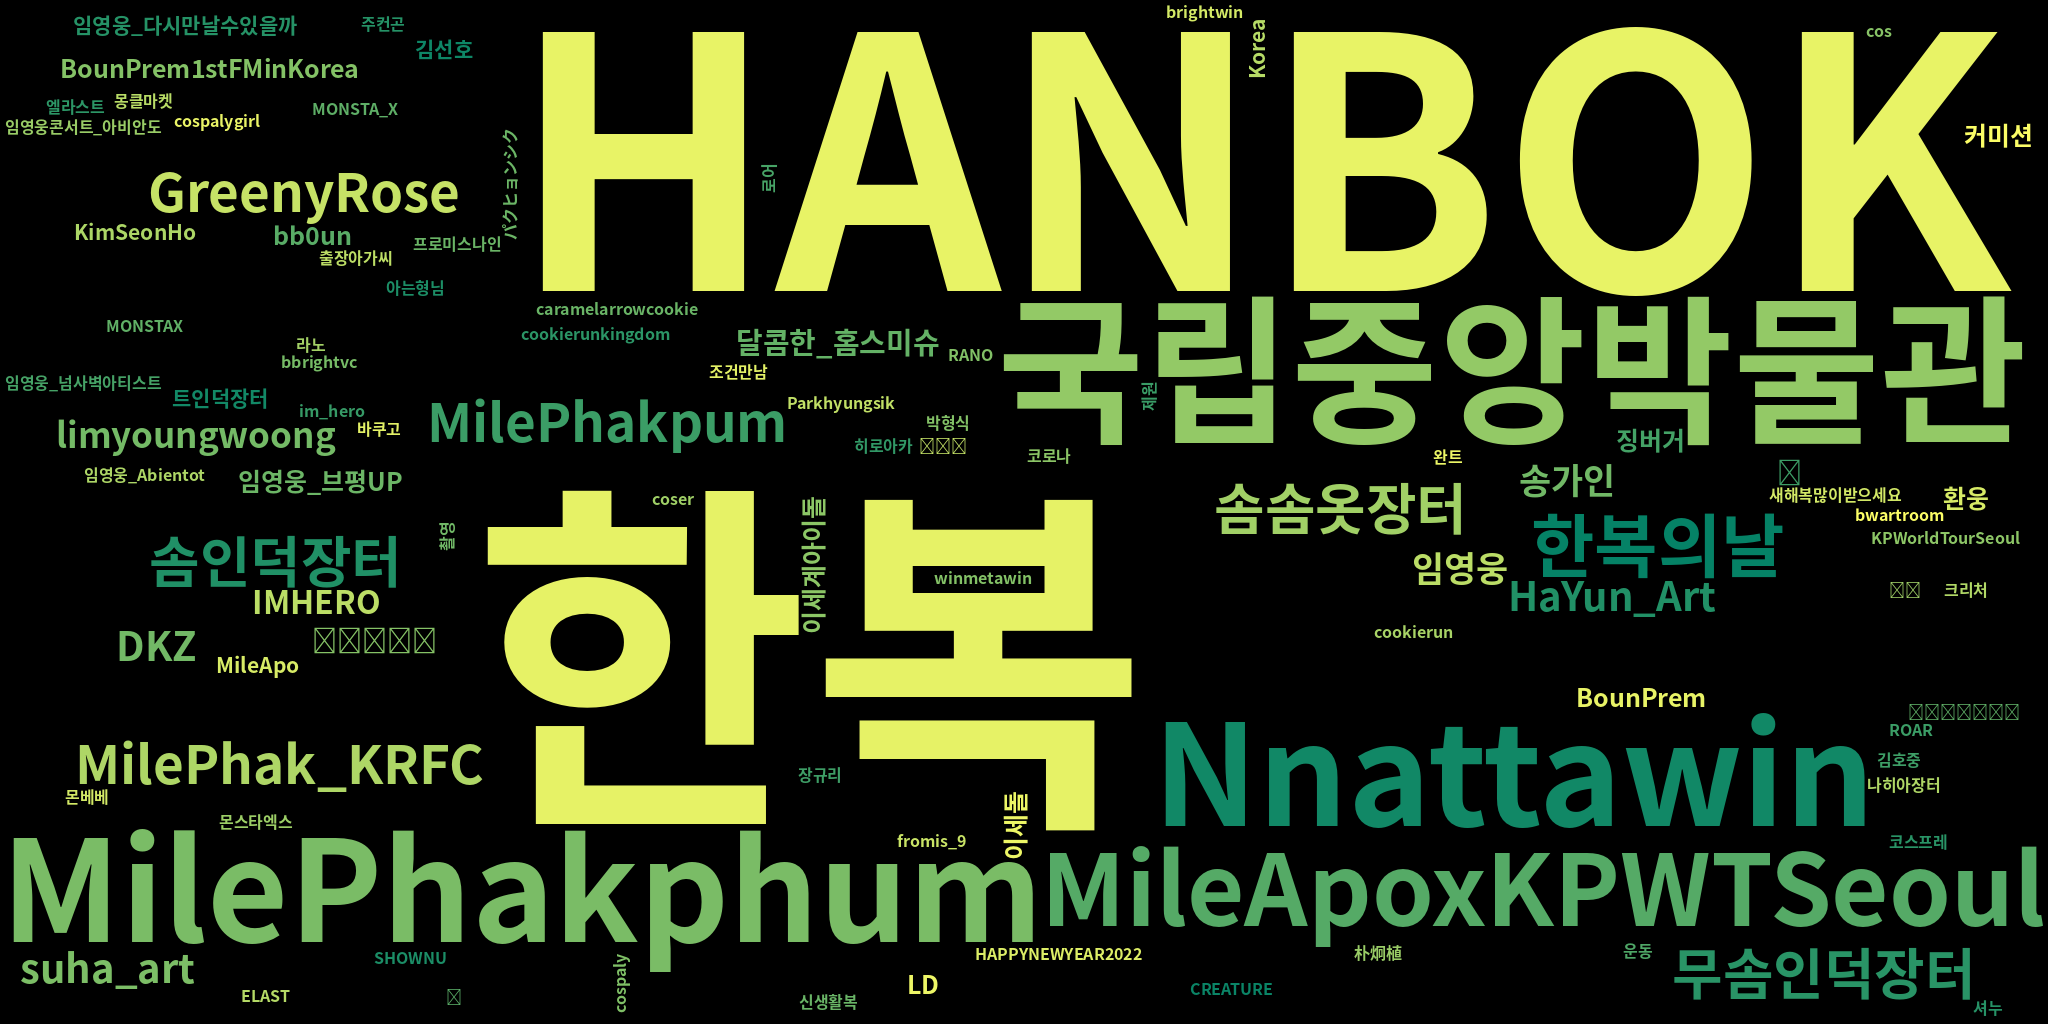 brightwin
임영웅_다시만날수있을까
주컨곤
cos
HANBOK
Korea
김선호
BounPrem1stFMinKorea
엘라스트
몽클마켓
MONSTA_X
임영웅콘서트_아비안도
cospalygirl
커미션
パクヒョンシク
로어
GreenyRose
KimSeonHo
bb0un
프로미스나인
출장아가씨
아는형님
caramelarrowcookie
MONSTAX
cookierunkingdom
달콤한_홈스미슈
국립중앙박물관
라노
RANO
bbrightvc
조건만남
임영웅_넘사벽아티스트
트인덕장터
im_hero
Parkhyungsik
재원
MilePhakpum
limyoungwoong
바쿠고
박형식
히로아카
코로나
징버거
완트
임영웅_Abientot
임영웅_브평UP
송가인
새해복많이받으세요
환웅
coser
솜솜옷장터
bwartroom
촬영
이세계아이돌
한복의날
KPWorldTourSeoul
솜인덕장터
한복
winmetawin
임영웅
HaYun_Art
크리처
IMHERO
cookierun
DKZ
MileApo
BounPrem
ROAR
MilePhak_KRFC
장규리
Nnattawin
김호중
나히아장터
몬베베
몬스타엑스
이세돌
fromis_9
코스프레
MilePhakphum
MileApoxKPWTSeoul
SHOWNU
HAPPYNEWYEAR2022
朴炯植
운동
suha_art
cospaly
LD
CREATURE
무솜인덕장터
ELAST
신생활복
셔누